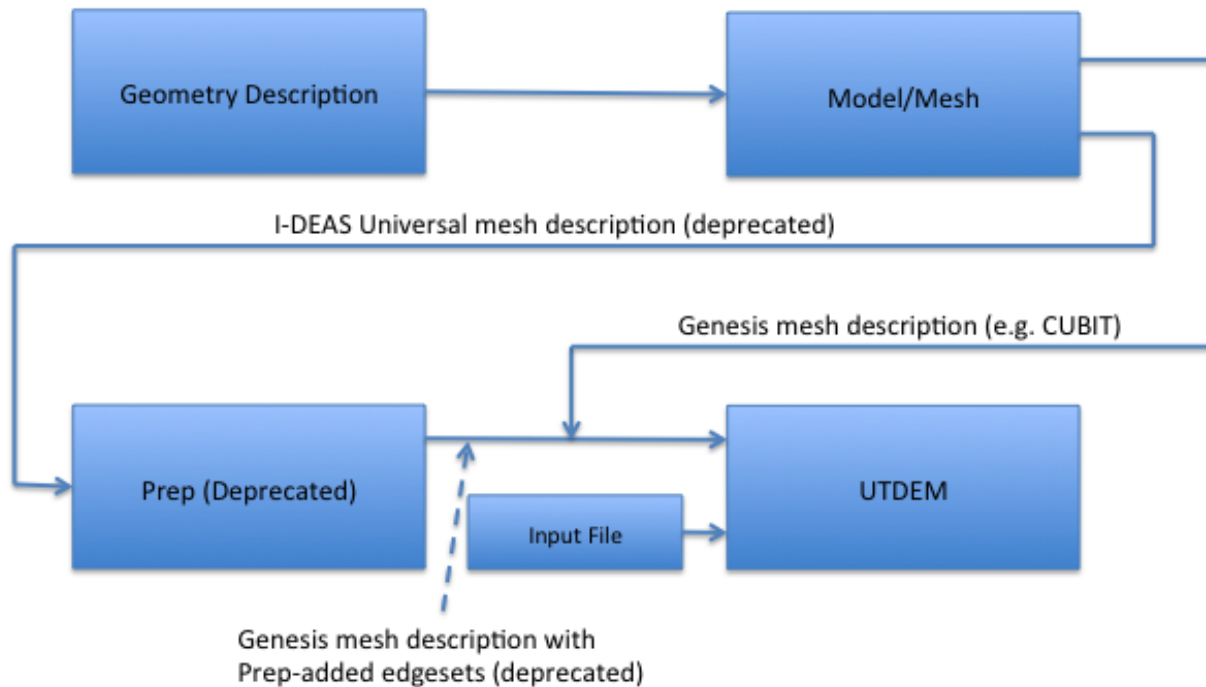 Geometry Description
Model/Mesh
I-DEAS Universal mesh description (deprecated)
Genesis mesh description (e.g. CUBIT)
Prep (Deprecated)
UTDEM
Input File
Genesis mesh description with
Prep-added edgesets (deprecated)